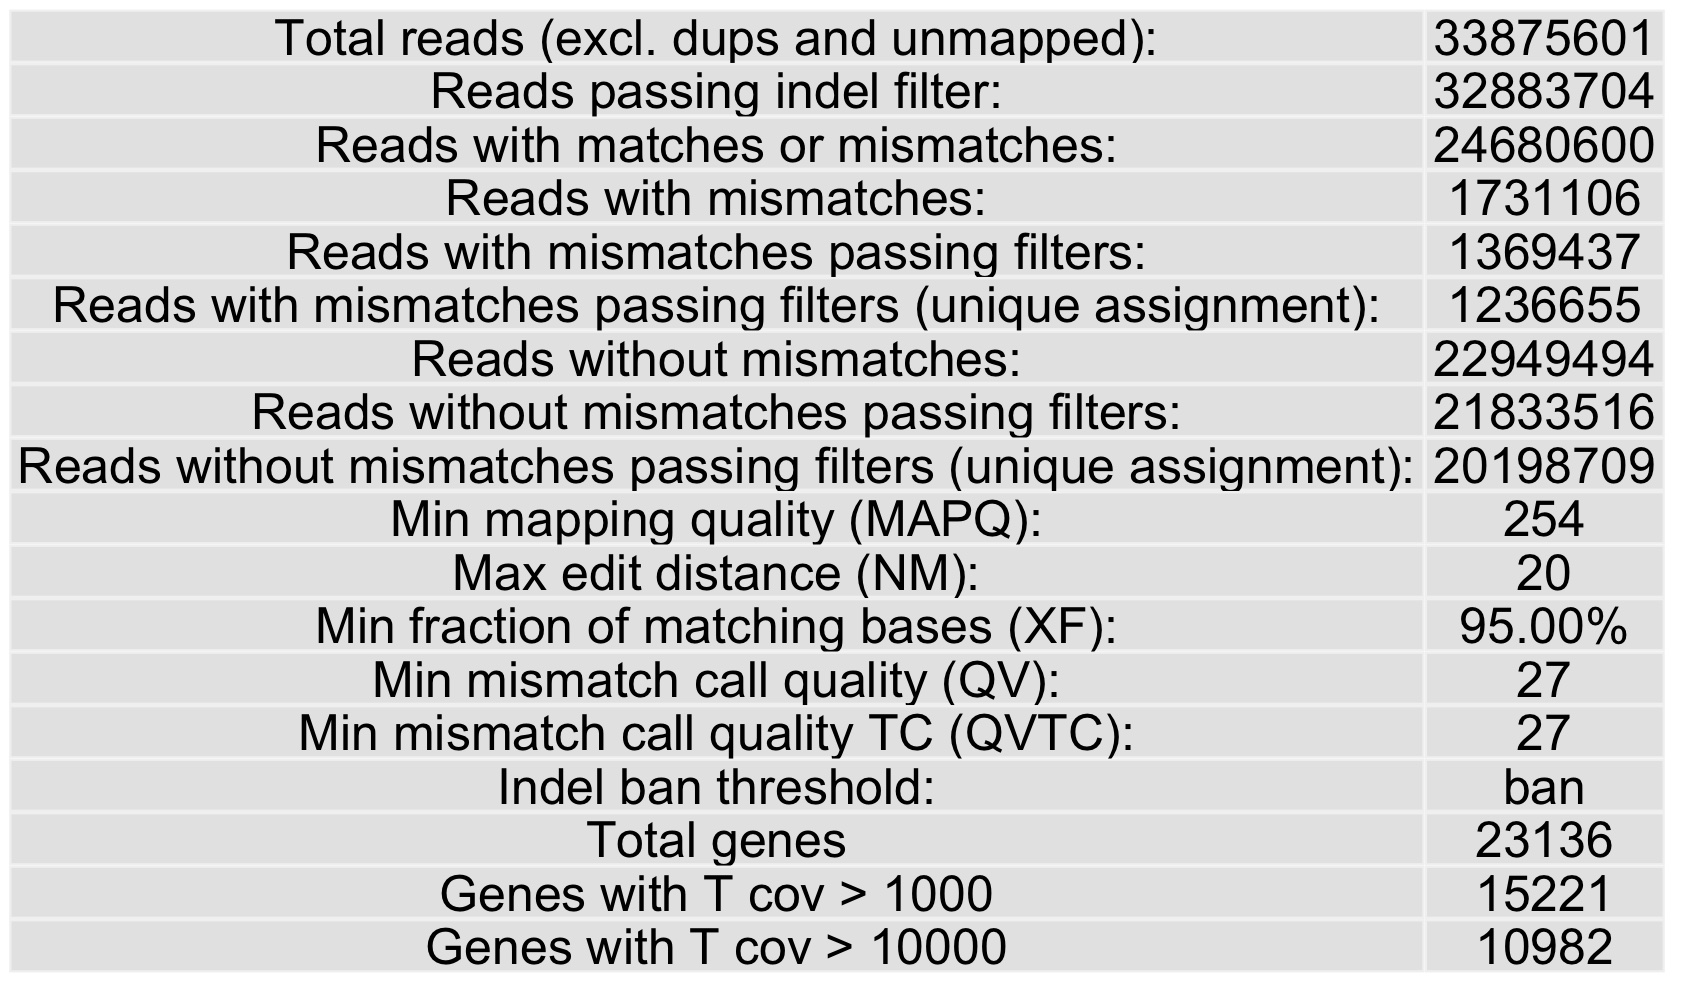 Total reads (excl. dups and unmapped): 33875601
Reads passing indel filter: 32883704
Reads with matches or mismatches: 24680600
Reads with mismatches: 1731106
Reads with mismatches passing filters: 1369437
Reads with mismatches passing filters (unique assignment): 1236655
Reads without mismatches: 22949494
Reads without mismatches passing filters: 21833516
Reads without mismatches passing filters (unique assignment): 20198709
Min mapping quality (MAPQ): 254
Max edit distance (NM): 20
Min fraction of matching bases (XF): 95.00%
Min mismatch call quality (QV): 27
Min mismatch call quality TC (QVTC): 27
Indel ban threshold: ban
Total genes 23136
Genes with T cov > 1000 15221
Genes with T cov > 10000 10982